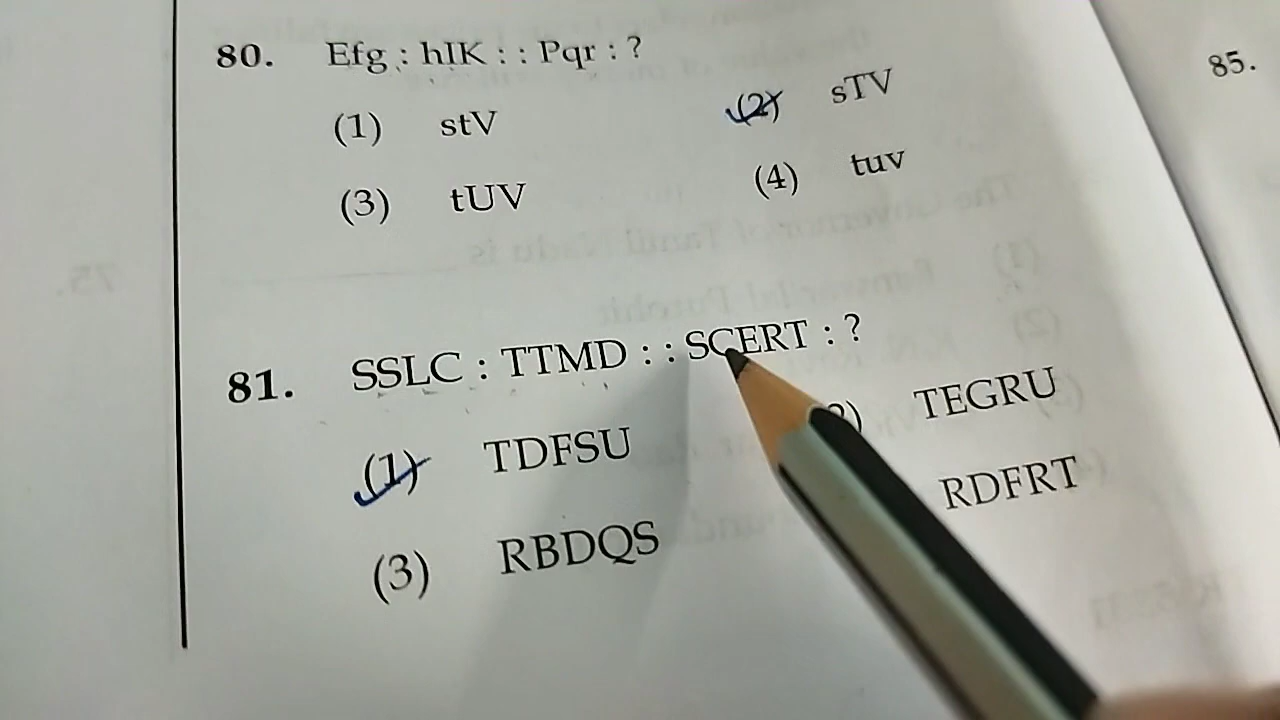 80. Efg : hIK : : Pqr : ?
(1) stV (2) sTV
(3) tUV (4) tuv
81. SSLC : TTMD : : SCERT : ?
(1) TDFSU 2) TEGRU
(3) RBDQS RDFRT
85.